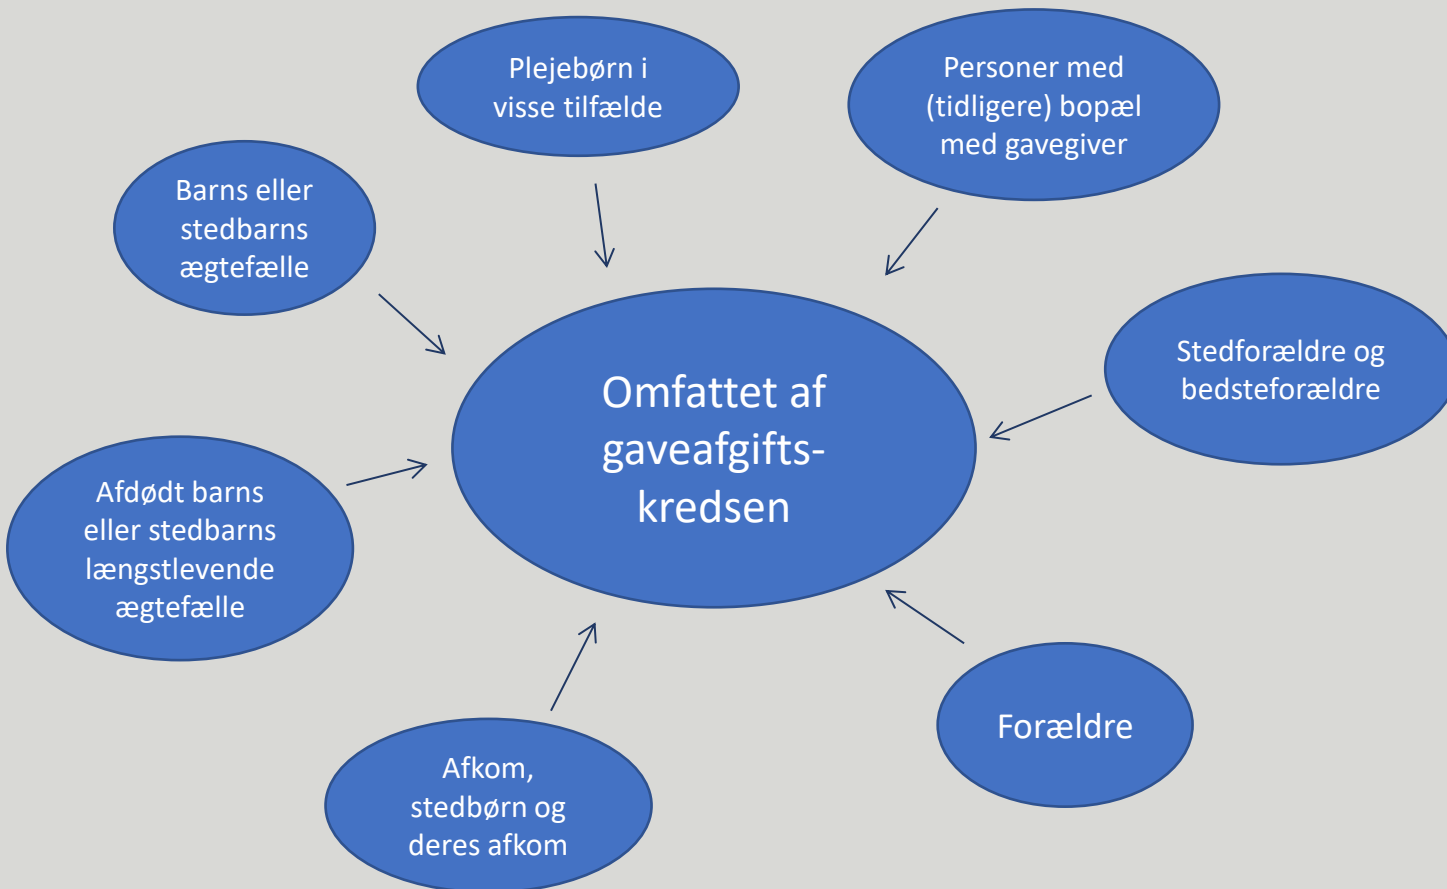 Plejebørn i
visse tilfælde
Personer med
(tidligere) bopæl
med gavegiver
Barns eller
stedbarns
ægtefælle
Stedforældre og
bedsteforældre
Omfattet af
gaveafgifts-
kredsen
Afdødt barns
eller stedbarns
længstlevende
ægtefælle
Forældre
Afkom,
stedbørn og
deres afkom